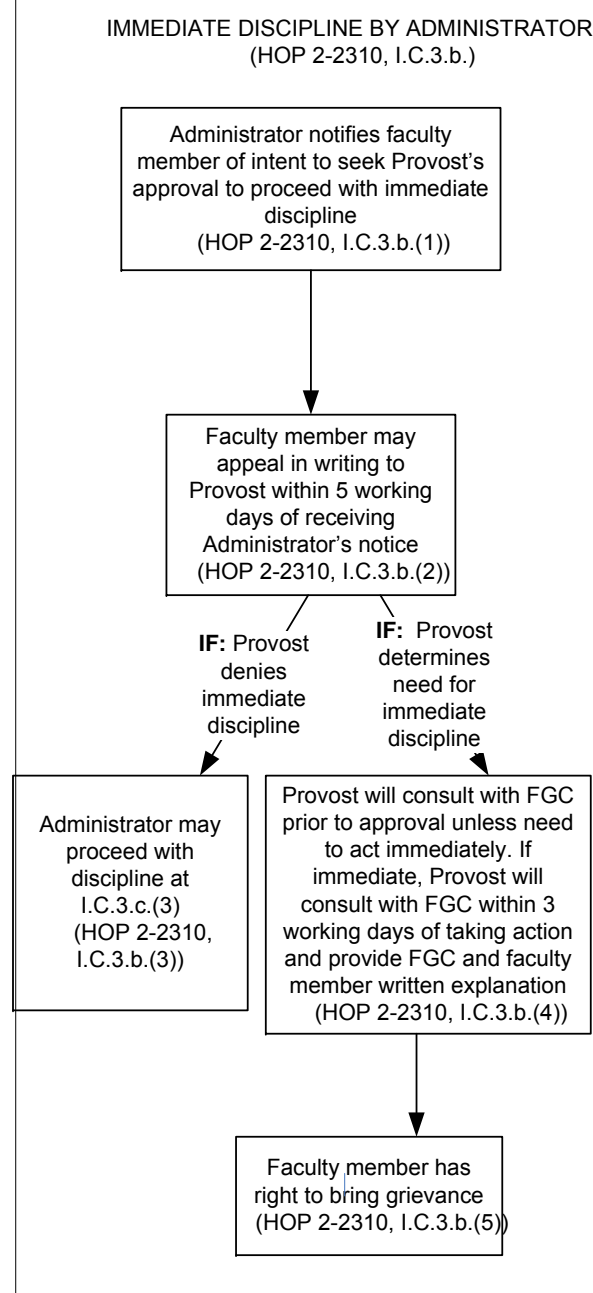 IMMEDIATE DISCIPLINE BY ADMINISTRATOR
(HOP 2-2310, I.C.3.b.)
Administrator notifies faculty
member of intent to seek Provost's
approval to proceed with immediate
discipline
(HOP 2-2310, I.C.3.b.(1))
Faculty member may
appeal in writing to
Provost within 5 working
days of receiving
Administrator's notice
(HOP 2-2310, I.C.3.b.(2))
IF: Provost
denies
immediate
discipline
IF: Provost
determines
need for
immediate
discipline
Administrator may
proceed with
discipline at
I.C.3.c.(3)
(HOP 2-2310,
I.C.3.b.(3))
Provost will consult with FGC
prior to approval unless need
to act immediately. If
immediate, Provost will
consult with FGC within 3
working days of taking action
and provide FGC and faculty
member written explanation
(HOP 2-2310, I.C.3.b.(4))
Faculty member has
right to bring grievance
(HOP 2-2310, I.C.3.b.(5))